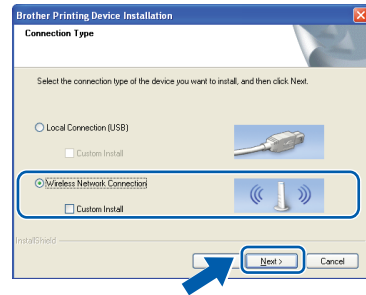 Brother Printing Device Installation
Connection Type
Select the connection type of the device you want to install, and then click Next.
Local Connection (USB)
Custom Install
Wireless Network Connection
Custom Install
InstallShield
Next >
Cancel